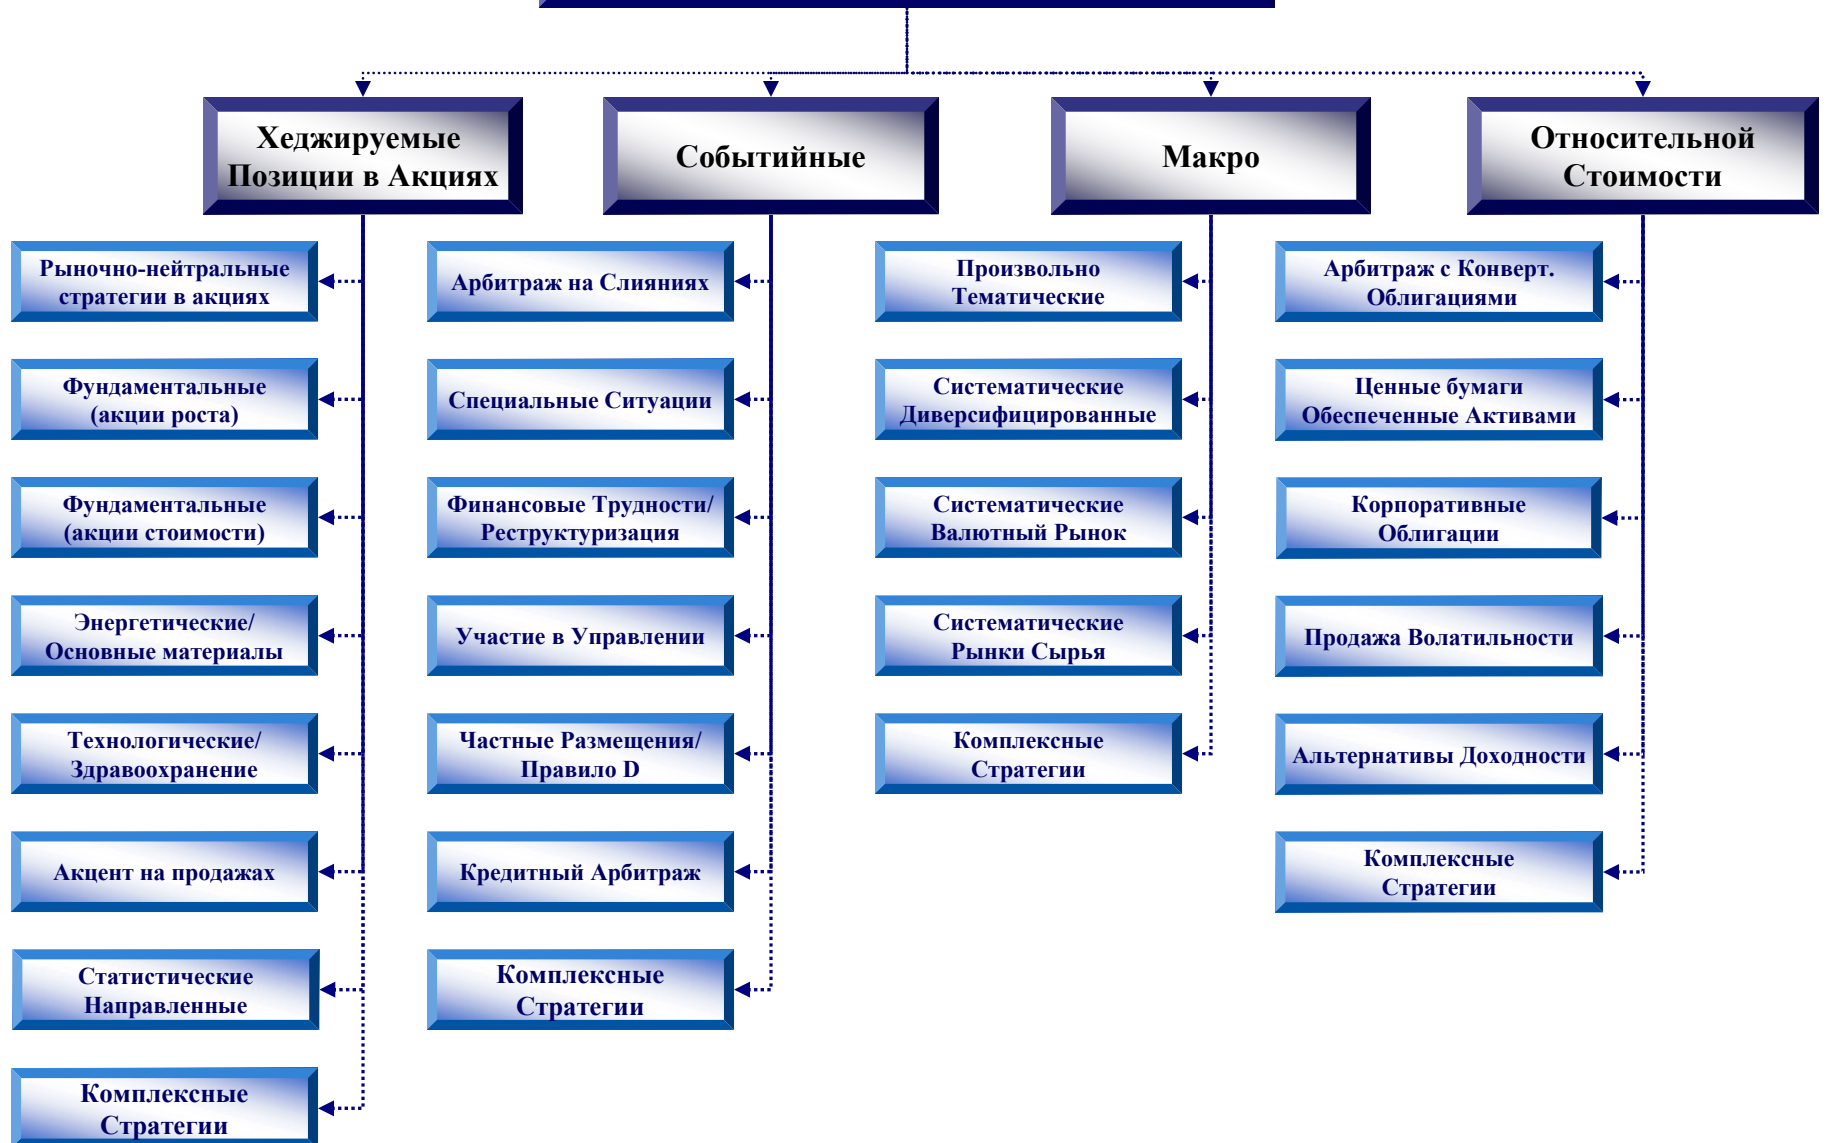 Хеджируемые
Позиции в Акциях
Событийные
Макро
Относительной
Стоимости
Рыночно-нейтральные
стратегии в акциях
Фундаментальные
(акции роста)
Фундаментальные
(акции стоимости)
Энергетические/
Основные материалы
Технологические/
Здравоохранение
Акцент на продажах
Статистические
Направленные
Комплексные
Стратегии
Арбитраж на Слияниях
Специальные Ситуации
Финансовые Трудности/
Реструктуризация
Участие в Управлении
Частные Размещения/
Правило D
Кредитный Арбитраж
Комплексные
Стратегии
Произвольно
Тематические
Систематические
Диверсифицированные
Систематические
Валютный Рынок
Систематические
Рынки Сырья
Комплексные
Стратегии
Арбитраж с Конверт.
Облигациями
Ценные бумаги
Обеспеченные Активами
Корпоративные
Облигации
Продажа Волатильности
Альтернативы Доходности
Комплексные
Стратегии